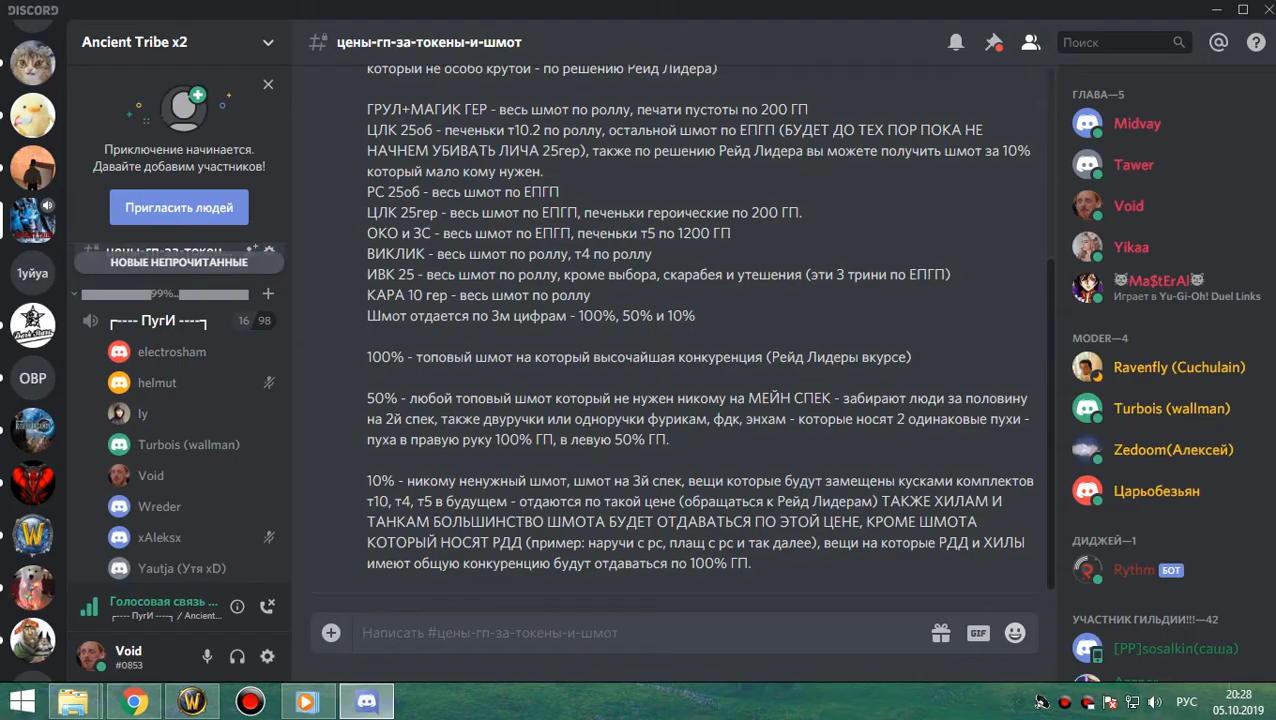 DISCORD
Ancient Tribe x2
Приключение начинается.
Давайте добавим участников!
Пригласить людей
цены-гп-за-токен
НОВЫЕ НЕПРОЧИТАННЫЕ
99%..
┌---- ПугИ ----┐
16 98
electrosham
helmut
ly
Turbois (wallman)
Void
Wreder
xAleksx
Yautja (Утя xD)
Голосовая связь ...
┌---- ПугИ ----┐ / Ancient...
Void
#0853
1уйуа
OBP
цены-гп-за-токены-и-шмот
Поиск
который не особо крутой - по решению Рейд Лидера)
ГРУЛ+МАГИК ГЕР - весь шмот по роллу, печати пустоты по 200 ГП
ЦЛК 25об - печеньки т10.2 по роллу, остальной шмот по ЕПГП (БУДЕТ ДО ТЕХ ПОР ПОКА НЕ
НАЧНЕМ УБИВАТЬ ЛИЧА 25гер), также по решению Рейд Лидера вы можете получить шмот за 10%
который мало кому нужен.
РС 25об - весь шмот по ЕПГП
ЦЛК 25гер - весь шмот по ЕПГП, печеньки героические по 200 ГП.
ОКО и ЗС - весь шмот по ЕПГП, печеньки т5 по 1200 ГП
ВИКЛИК - весь шмот по роллу, т4 по роллу
ИВК 25 - весь шмот по роллу, кроме выбора, скарабея и утешения (эти 3 трини по ЕПГП)
КАРА 10 гер - весь шмот по роллу
Шмот отдается по 3м цифрам - 100%, 50% и 10%
100% - топовый шмот на который высочайшая конкуренция (Рейд Лидеры вкурсе)
50% - любой топовый шмот который не нужен никому на МЕЙН СПЕК - забирают люди за половину
на 2й спек, также двуручки или одноручки фурикам, фдк, энхам - которые носят 2 одинаковые пухи -
пуха в правую руку 100% ГП, в левую 50% ГП.
10% - никому ненужный шмот, шмот на 3й спек, вещи которые будут замещены кусками комплектов
т10, т4, т5 в будущем - отдаются по такой цене (обращаться к Рейд Лидерам) ТАКЖЕ ХИЛАМ И
ТАНКАМ БОЛЬШИНСТВО ШМОТА БУДЕТ ОТДАВАТЬСЯ ПО ЭТОЙ ЦЕНЕ, КРОМЕ ШМОТА
КОТОРЫЙ НОСЯТ РДД (пример: наручи с рс, плащ с рс и так далее), вещи на которые РДД и ХИЛЫ
имеют общую конкуренцию будут отдаваться по 100% ГП.
Написать #цены-гп-за-токены-и-шмот
GIF
ГЛАВА—5
Midvay
Tawer
Void
Yikaa
Ma$tErAl
Играет в Yu-Gi-Oh! Duel Links
MODER—4
Ravenfly (Cuchulain)
Turbois (wallman)
Zedoom(Алексей)
Царьобезьян
ДИДЖЕЙ—1
Rythm БОТ
УЧАСТНИК ГИЛЬДИИ!!!—42
[PP]sosalkin(саша)
РУС
20:28
05.10.2019